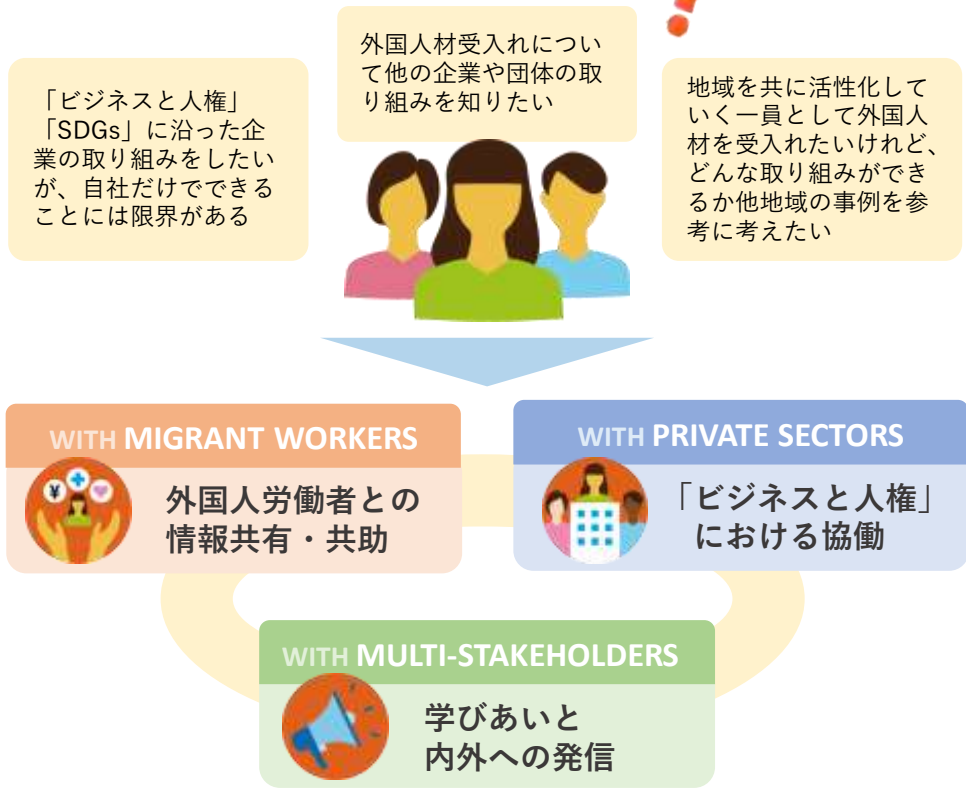 「ビジネスと人権」
「SDGs」に沿った企
業の取り組みをしたい
が、自社だけでできる
ことには限界がある
外国人材受入れについ
て他の企業や団体の取
り組みを知りたい
地域を共に活性化して
いく一員として外国人
材を受入れたいけれど、
どんな取り組みができ
るか他地域の事例を参
考に考えたい
WITH MIGRANT WORKERS
¥
外国人労働者との
情報共有・共助
WITH PRIVATE SECTORS
「ビジネスと人権」
における協働
WITH MULTI-STAKEHOLDERS
学びあいと
内外への発信